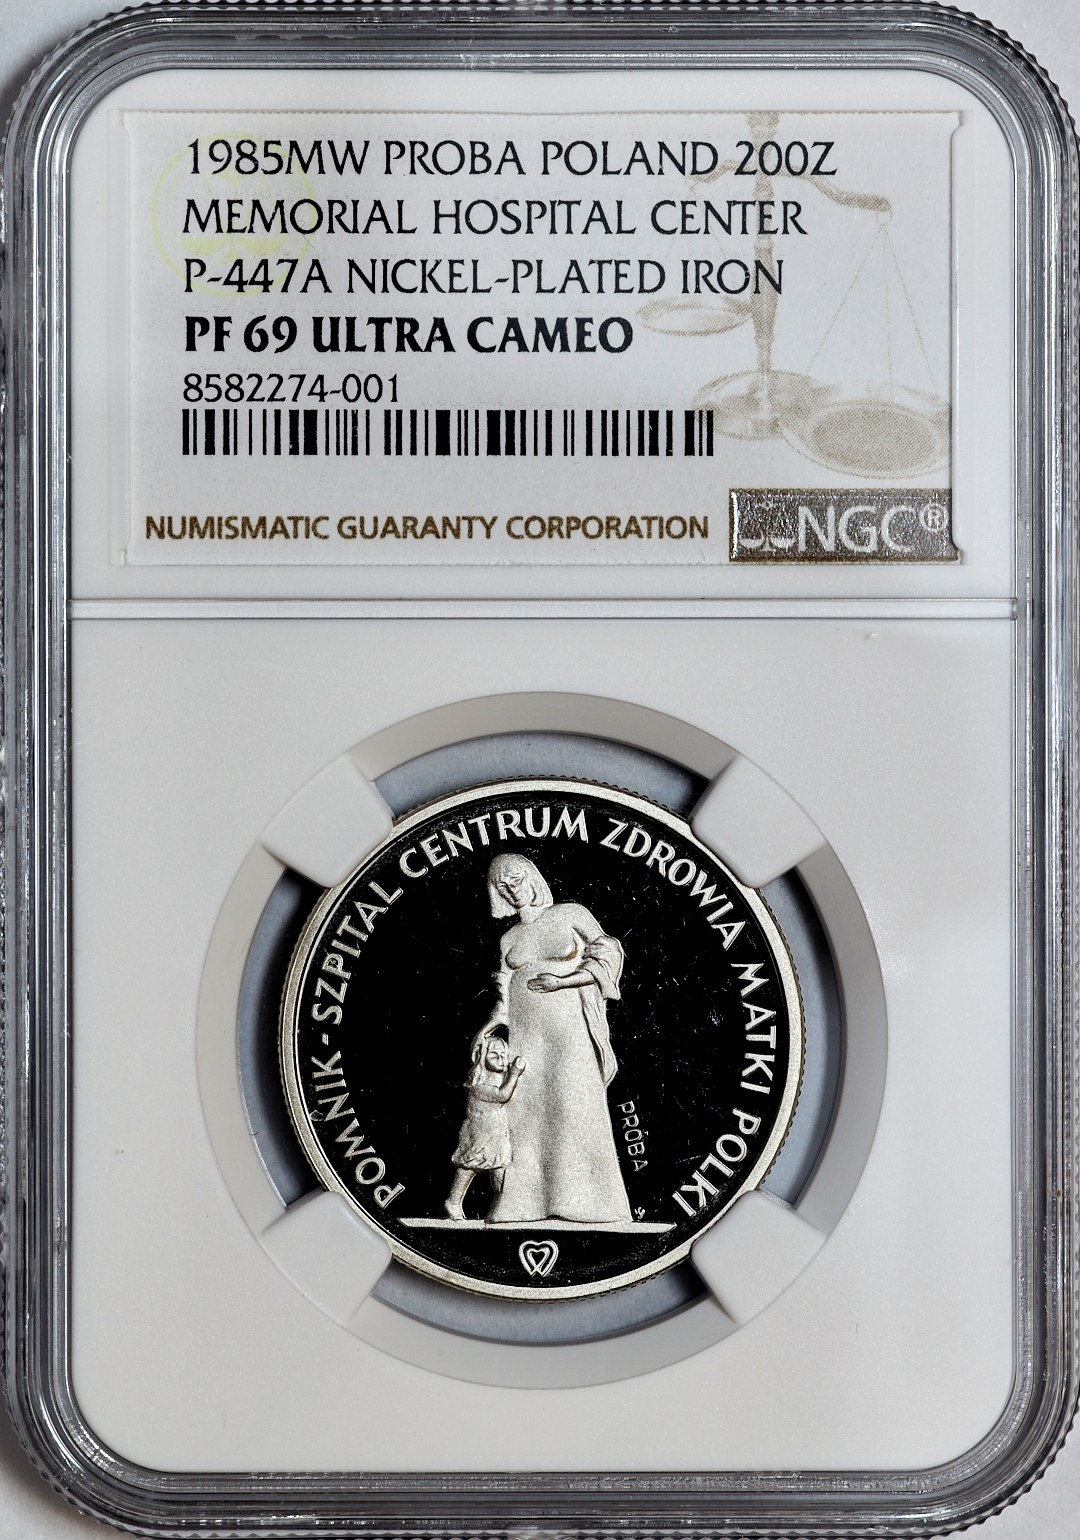 1985MW PROBA POLAND 200Z
MEMORIAL HOSPITAL CENTER
P-447A NICKEL-PLATED IRON
PF 69 ULTRA CAMEO
8582274-001
NUMISMATIC GUARANTY CORPORATION
NGC®
POMNIK-SZPITAL CENTRUM ZDROWIA MATKI POLKI
PRÓBA